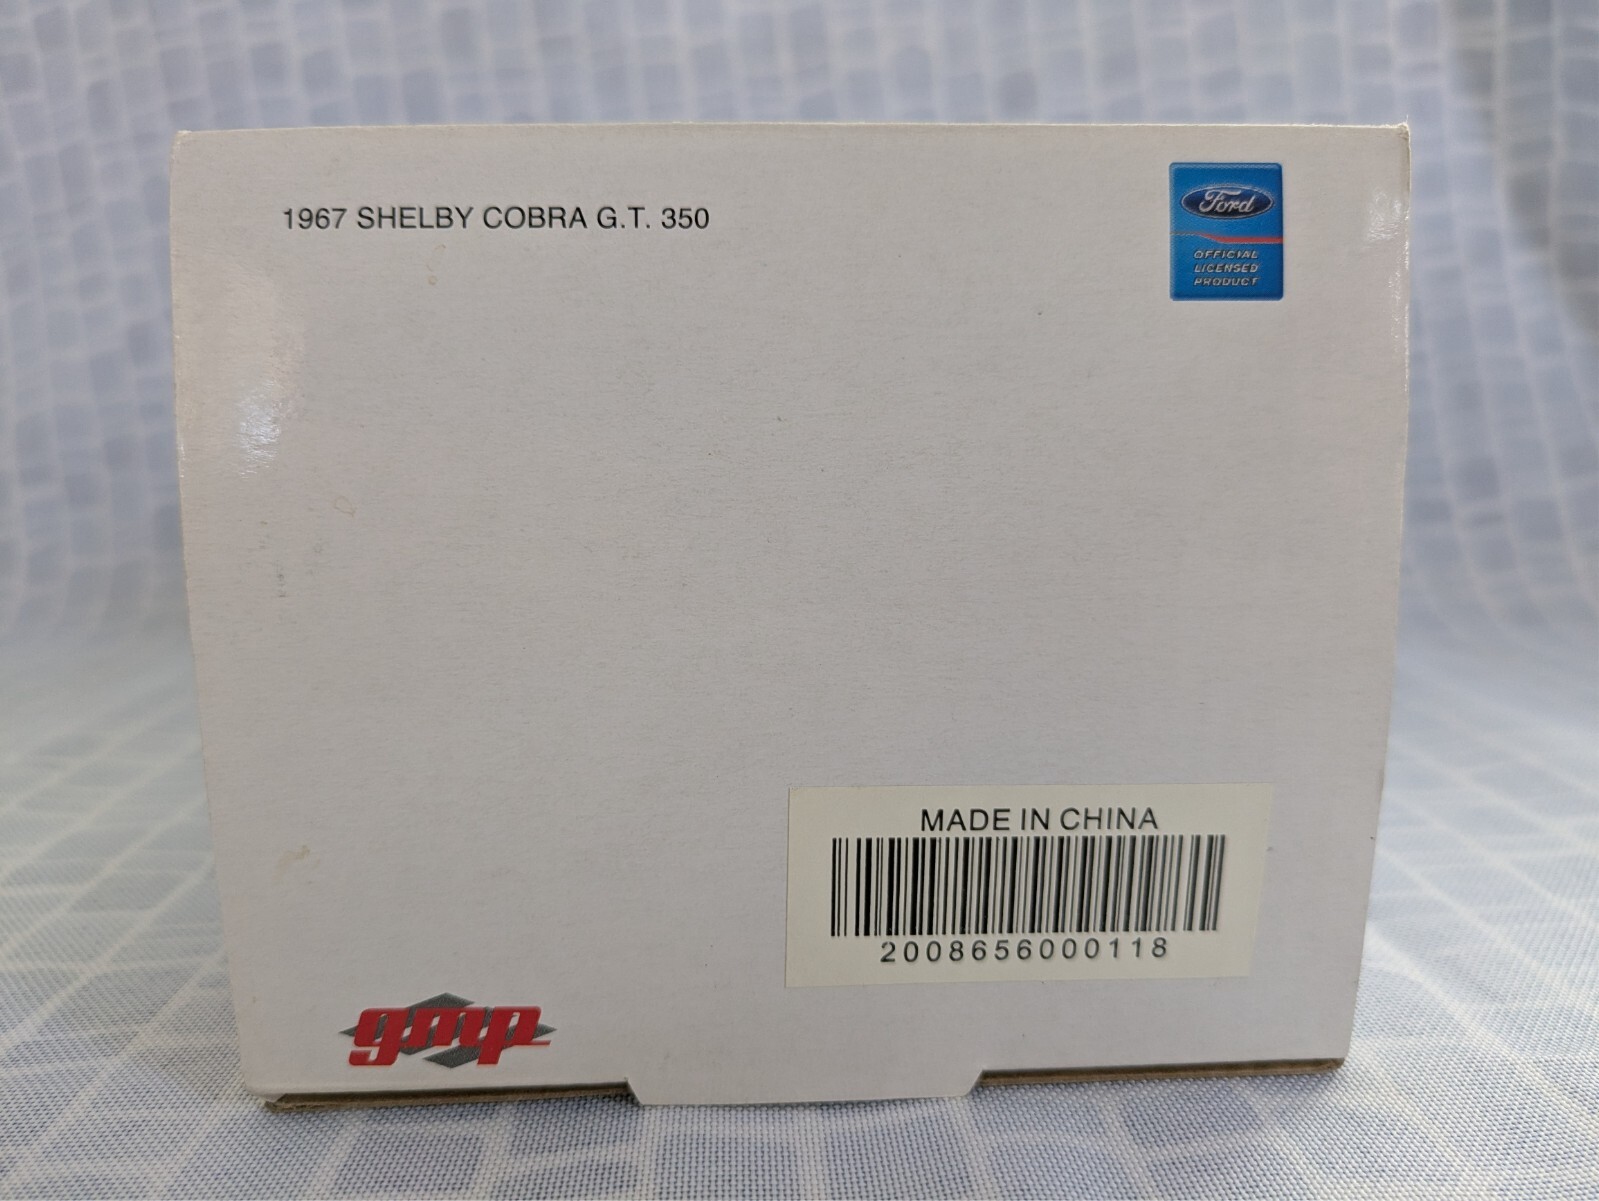 1967 SHELBY COBRA G.T. 350
Ford
OFFICIAL
LICENSED
PRODUCT
MADE IN CHINA
2008656000118
gmp